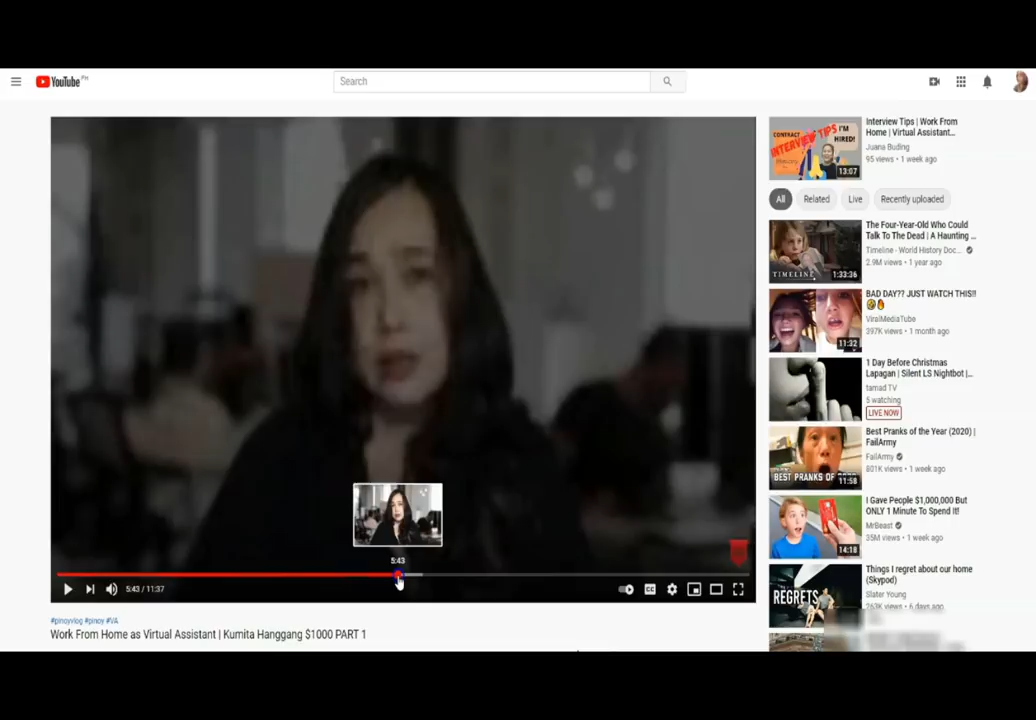 YouTube PH
Search
INTERVIEW TIPS
CONTRACT
I'M HIRED!
13:07
Interview Tips | Work From
Home | Virtual Assistant...
Juana Buding
95 views • 1 week ago
All
Related
Live
Recently uploaded
TIMELINE
1:33:36
The Four-Year-Old Who Could
Talk To The Dead | A Haunting ...
Timeline - World History Doc...
2.9M views • 1 year ago
11:32
BAD DAY?? JUST WATCH THIS!!
ViralMediaTube
397K views • 1 month ago
1 Day Before Christmas
Lapagan | Silent LS Nightbot |...
tamad TV
5 watching
LIVE NOW
BEST PRANKS OF
11:58
Best Pranks of the Year (2020) |
FailArmy
FailArmy
801K views • 1 week ago
14:18
I Gave People $1,000,000 But
ONLY 1 Minute To Spend It!
MrBeast
35M views • 1 week ago
REGRETS
Things I regret about our home
(Skypod)
Slater Young
263K views • 6 days ago
5:43
5:43 / 11:37
CC
#pinoyvlog #pinoy #VA
Work From Home as Virtual Assistant | Kumita Hanggang $1000 PART 1